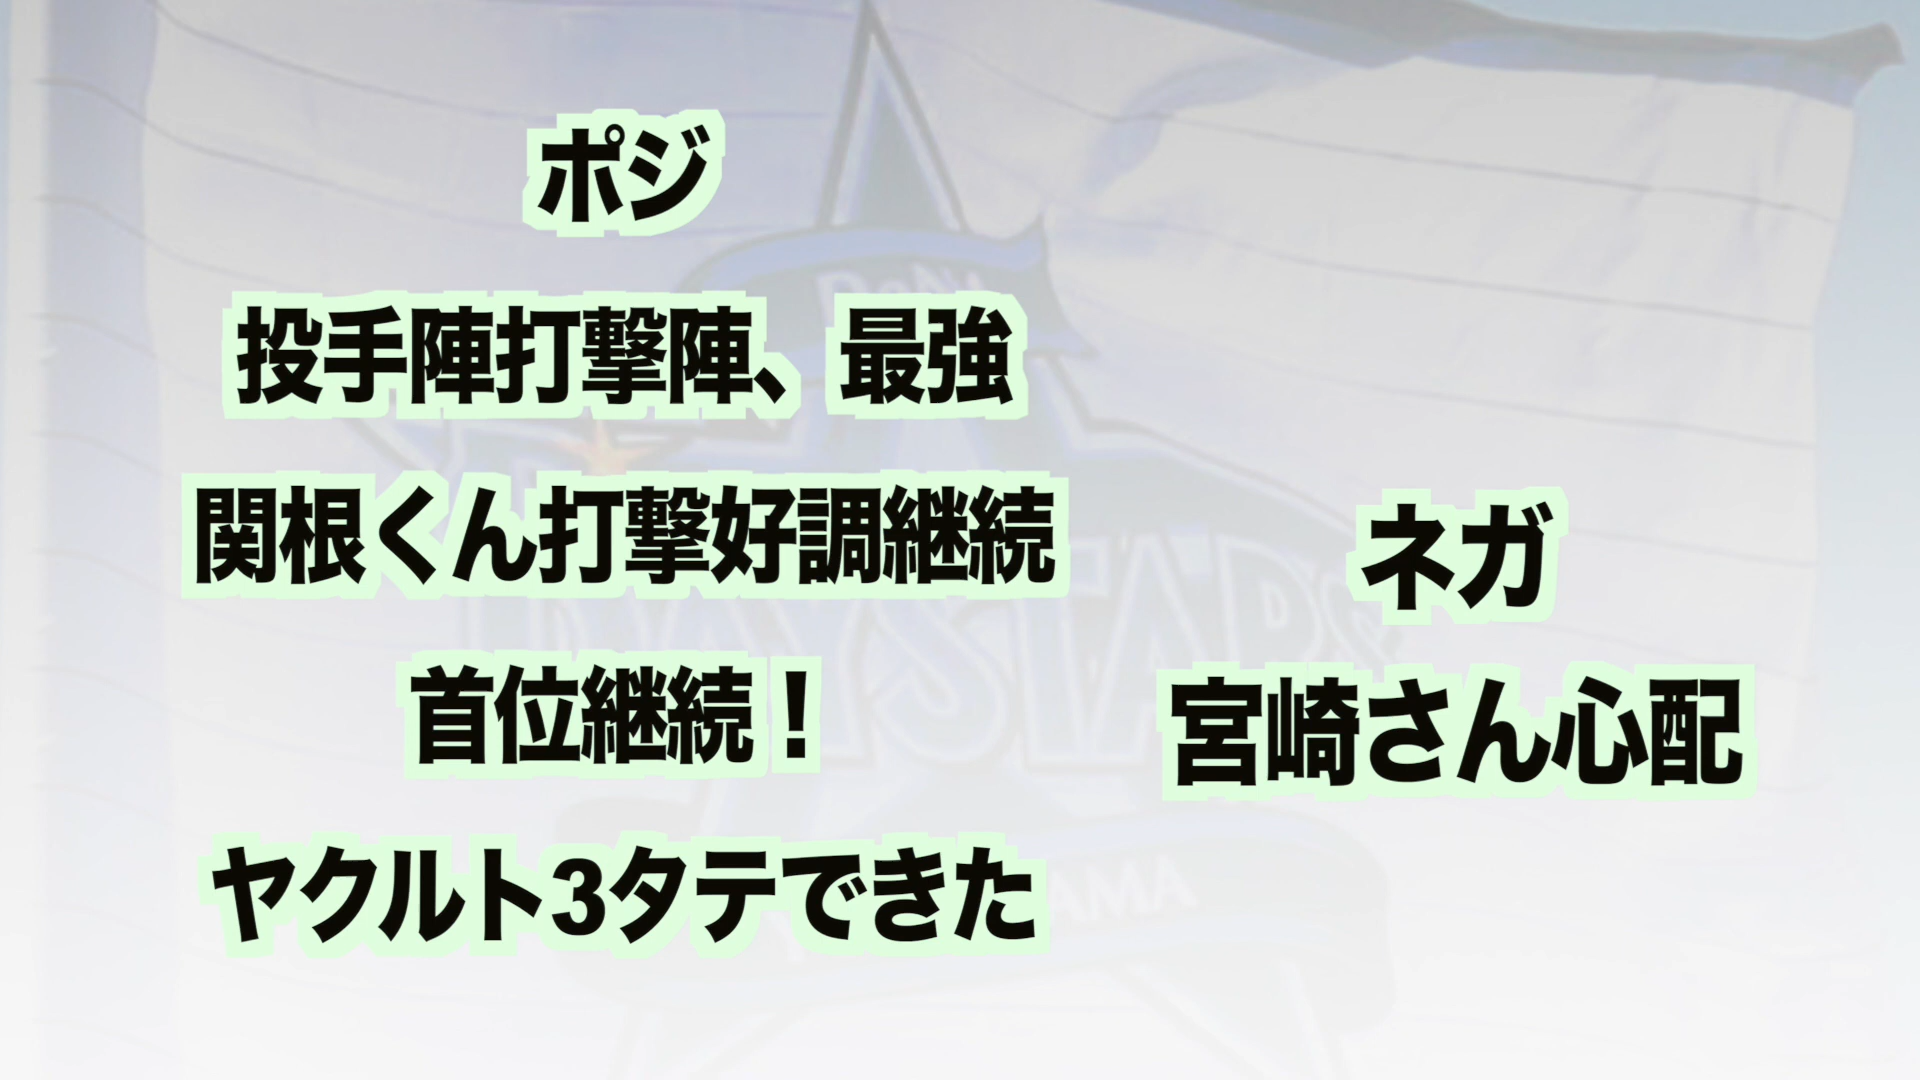 ポジ
投手陣打撃陣、最強
関根くん打撃好調継続
首位継続！
ヤクルト3タテできた
ネガ
宮崎さん心配
DeNA
BAYSTARS